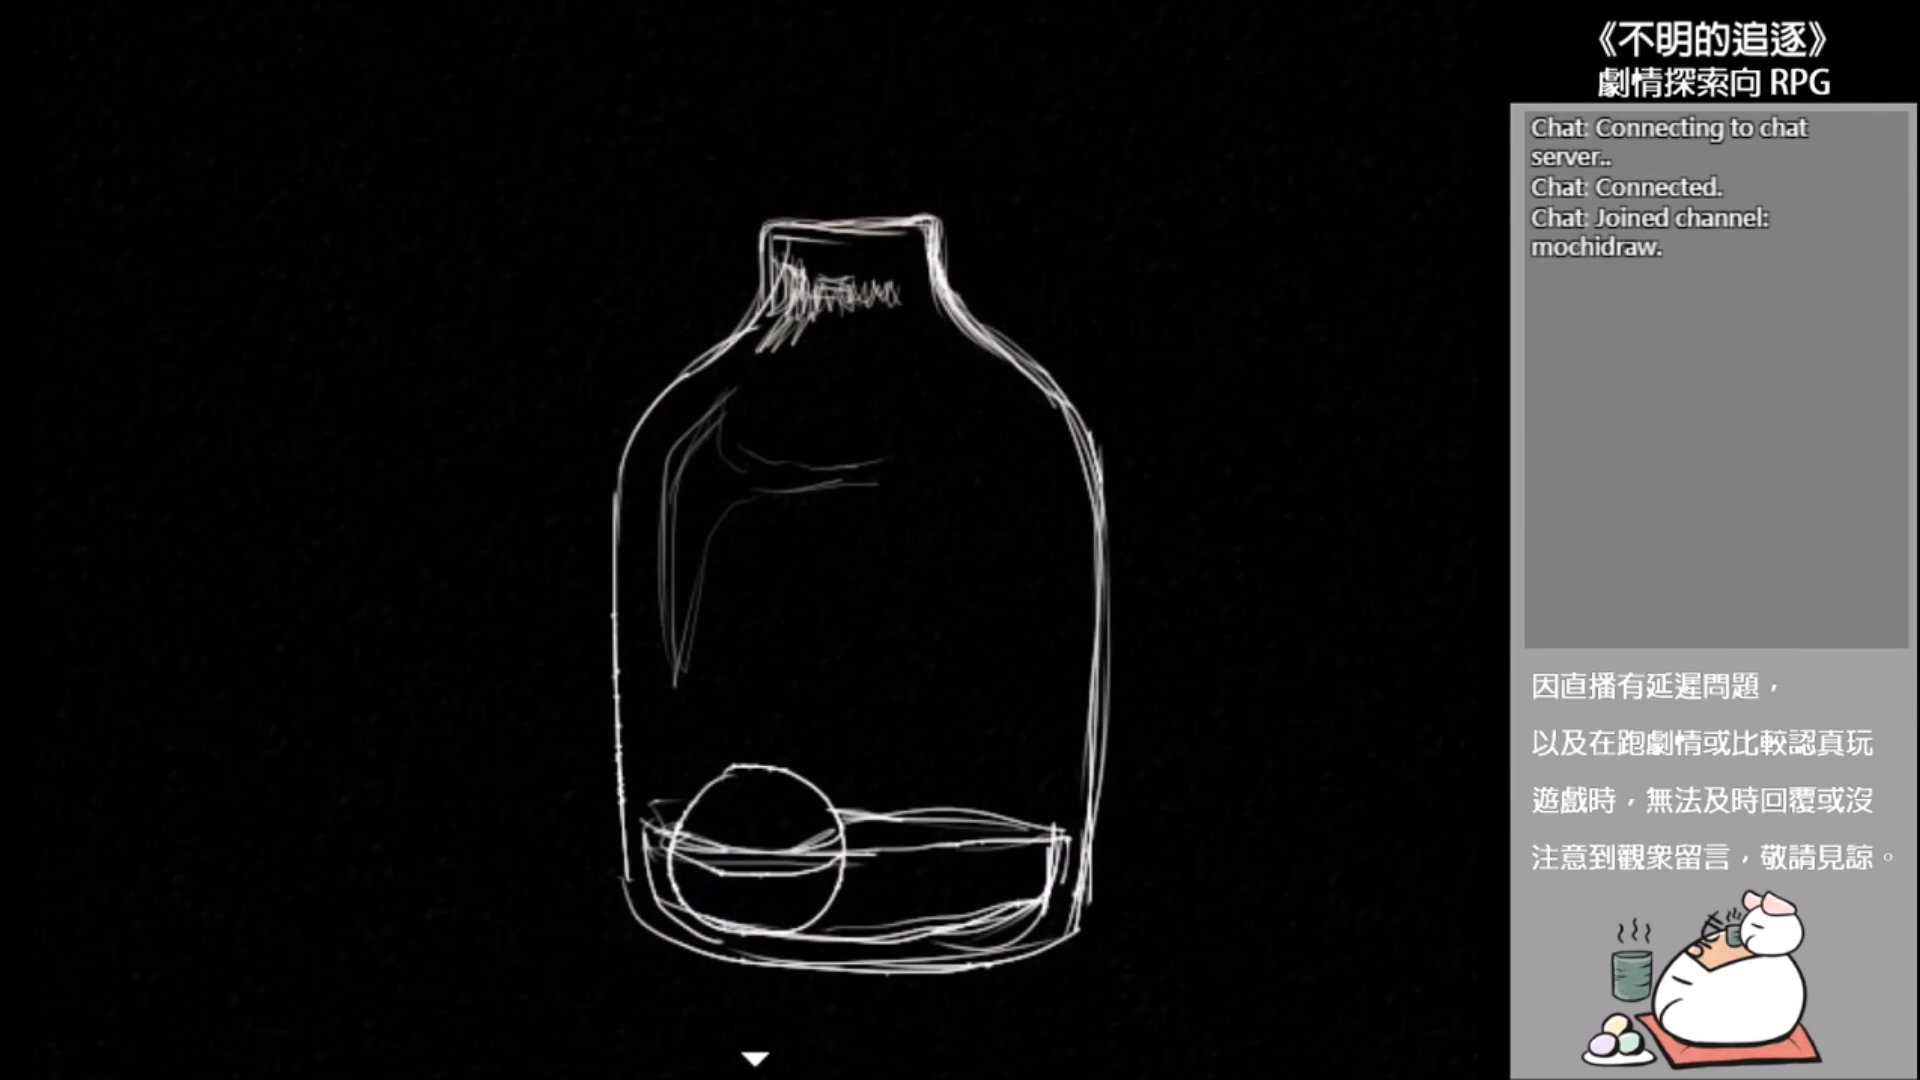 《不明的追逐》
劇情探索向 RPG
Chat: Connecting to chat
server..
Chat: Connected.
Chat: Joined channel:
mochidraw.
因直播有延遲問題，
以及在跑劇情或比較認真玩
遊戲時，無法及時回覆或沒
注意到觀眾留言，敬請見諒。